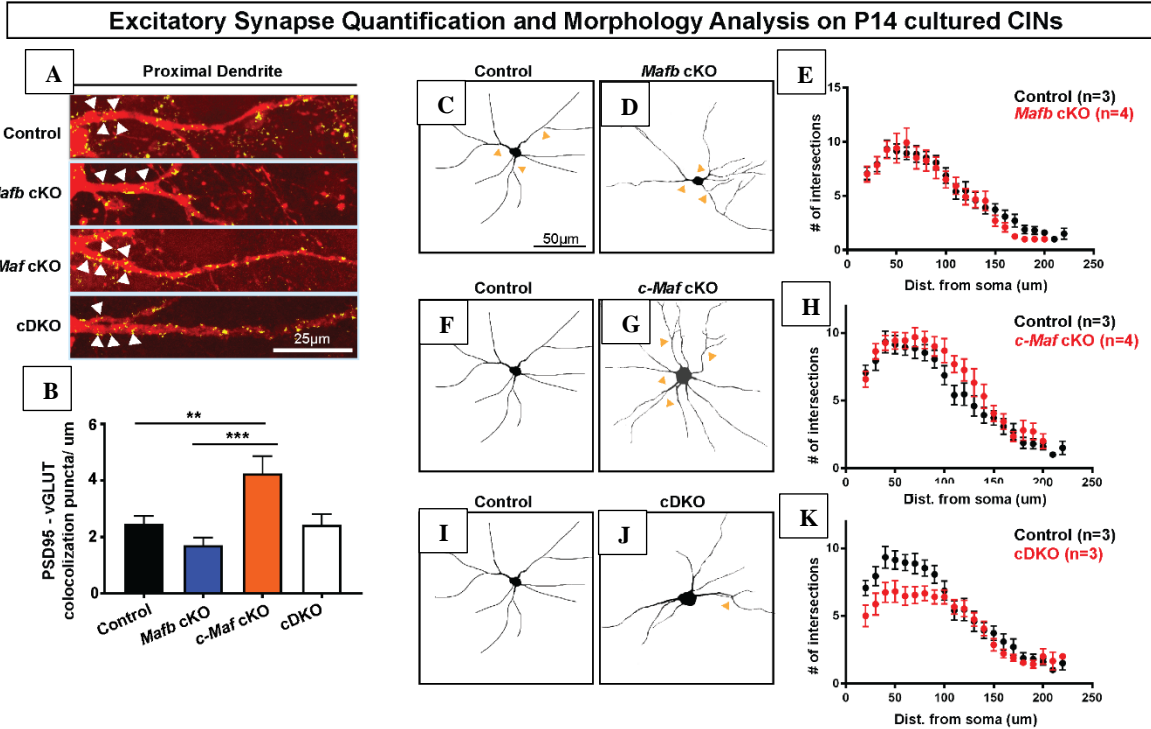 Excitatory Synapse Quantification and Morphology Analysis on P14 cultured CINs
A
Proximal Dendrite
Control
afb cKO
Maf cKO
cDKO
25µm
B
**
***
6
4
2
0
PSD95 - vGLUT
colocolization puncta/ um
Control
Mafb cKO
c-Maf cKO
cDKO
Control
Mafb cKO
C
D
50µm
E
Control (n=3)
Mafb cKO (n=4)
15
10
5
0
# of intersections
0 50 100 150 200 250
Dist. from soma (um)
Control
c-Maf cKO
F
G
H
Control (n=3)
c-Maf cKO (n=4)
10
5
0
# of intersections
0 50 100 150 200 250
Dist. from soma (um)
Control
cDKO
I
J
K
Control (n=3)
cDKO (n=3)
10
5
0
# of intersections
0 50 100 150 200 250
Dist. from soma (um)